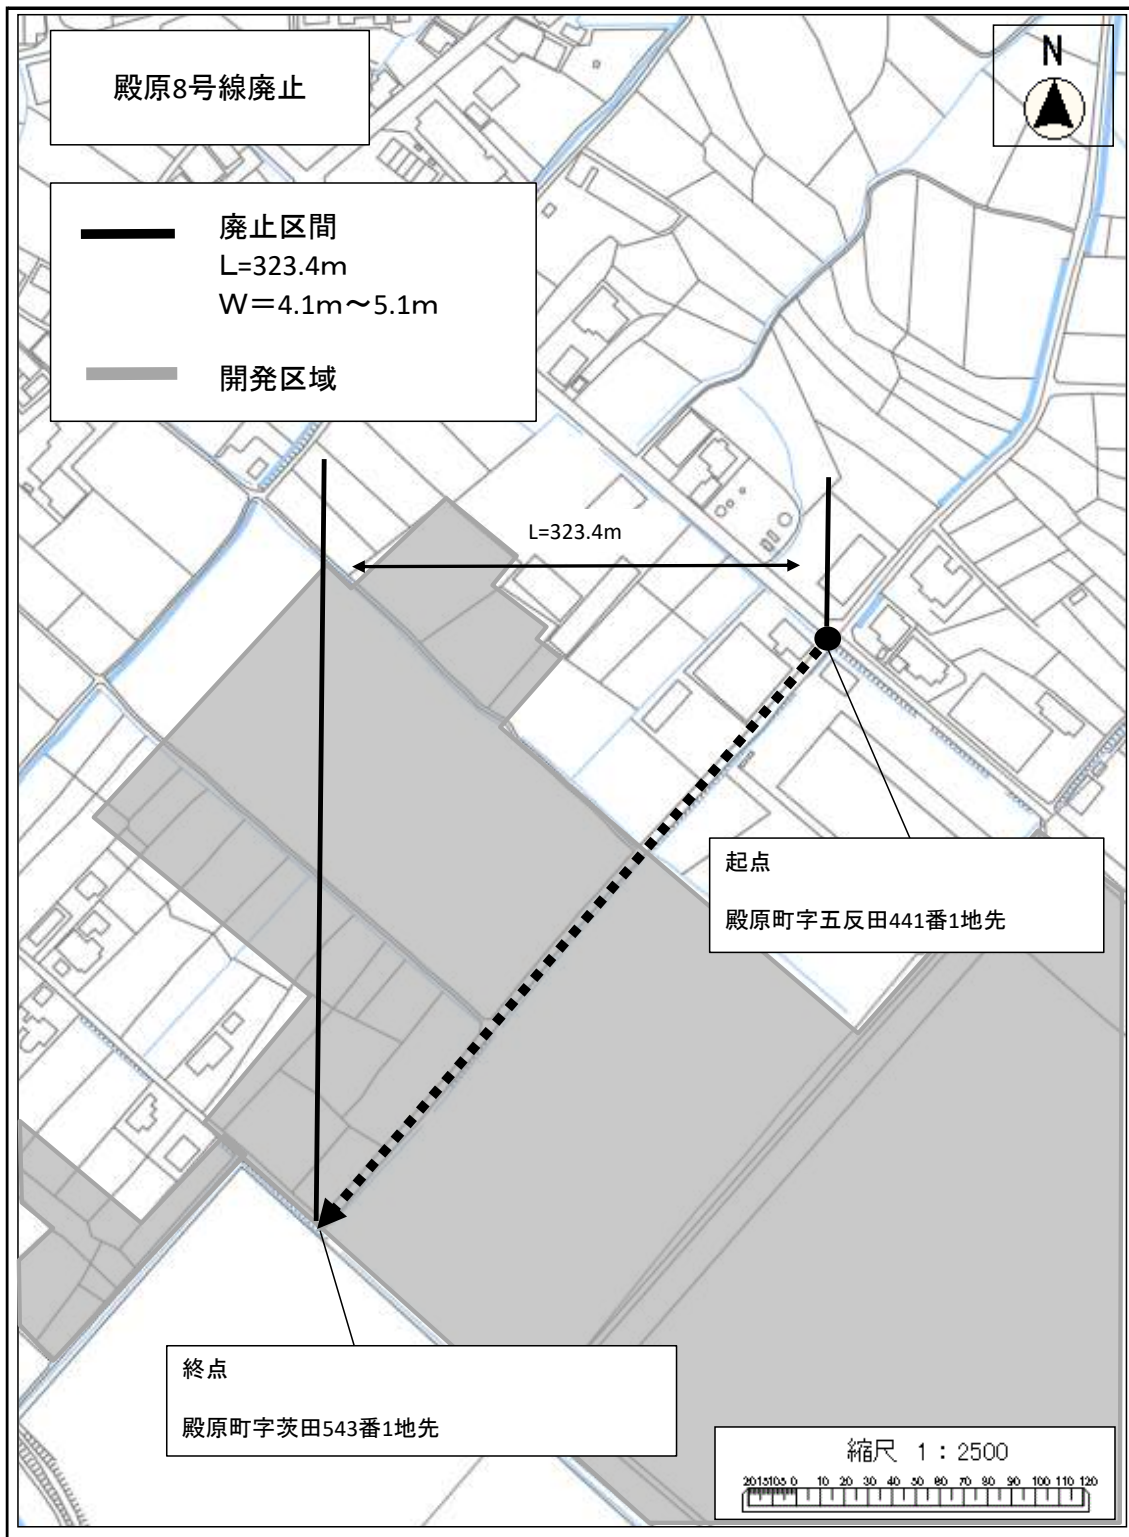 殿原8号線廃止
N
廃止区間
L=323.4m
W=4.1m～5.1m
開発区域
L=323.4m
起点
殿原町字五反田441番1地先
終点
殿原町字茨田543番1地先
縮尺 1：2500
2015105 0 10 20 30 40 50 60 70 80 90 100 110 120